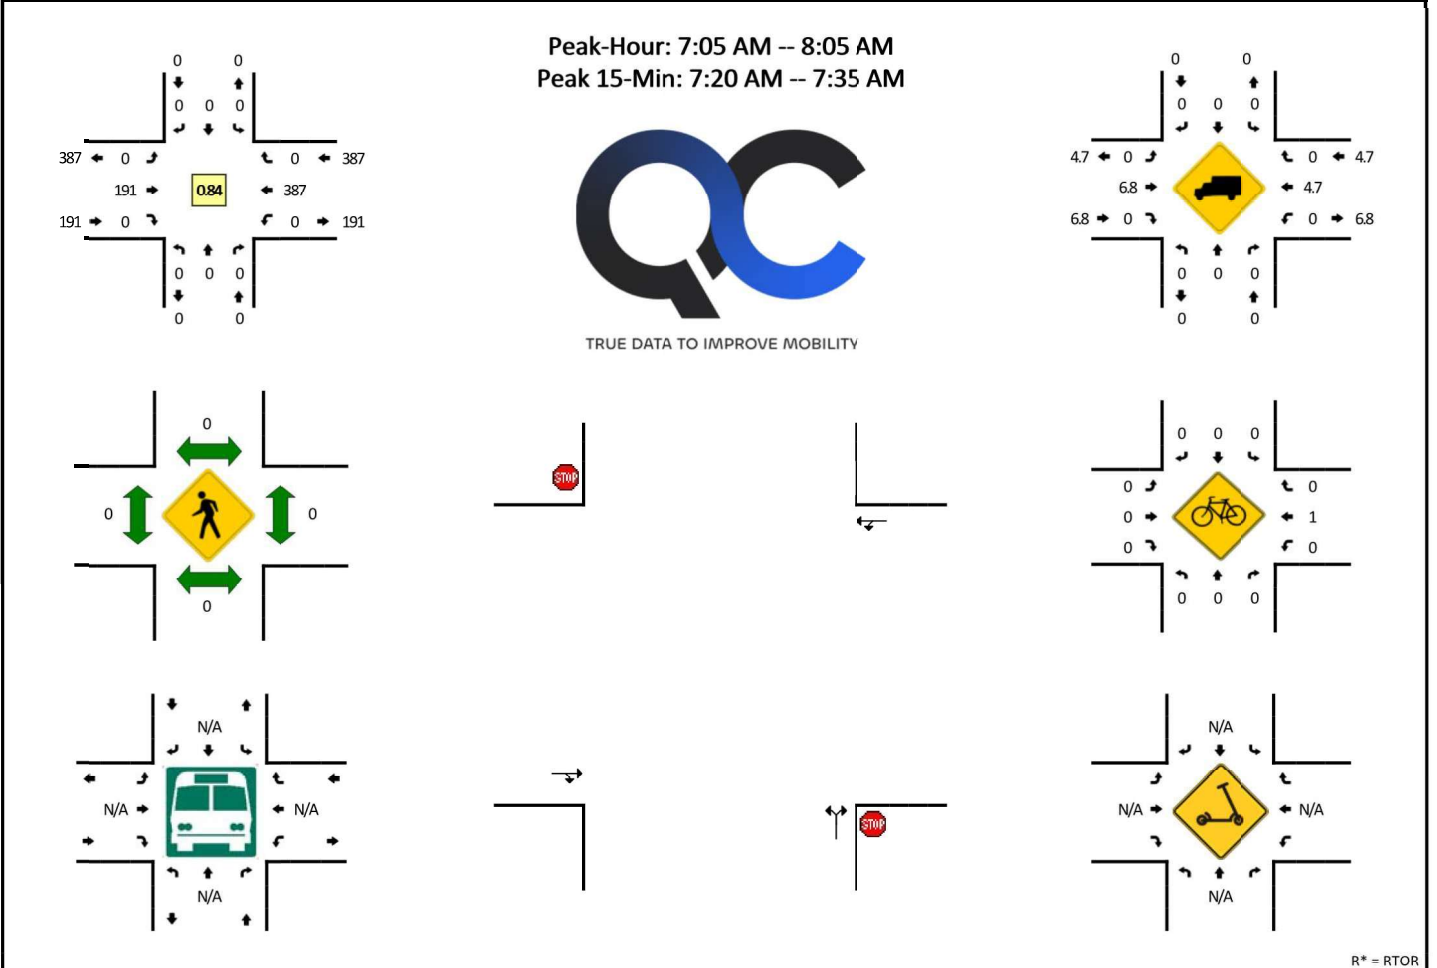 Peak-Hour: 7:05 AM -- 8:05 AM
Peak 15-Min: 7:20 AM -- 7:35 AM
0 0
0 0 0
387 0 0 387
191 0.84 387
191 0 0 191
0 0 0
0 0
TRUE DATA TO IMPROVE MOBILITY
0 0
0 0 0
4.7 0 0 4.7
6.8 4.7
6.8 0 0 6.8
0 0 0
0 0
0
0 0
0
STOP
STOP
0 0 0
0 0
0 1
0 0
0 0 0
N/A
N/A N/A
N/A
N/A
N/A N/A
N/A
R* = RTOR